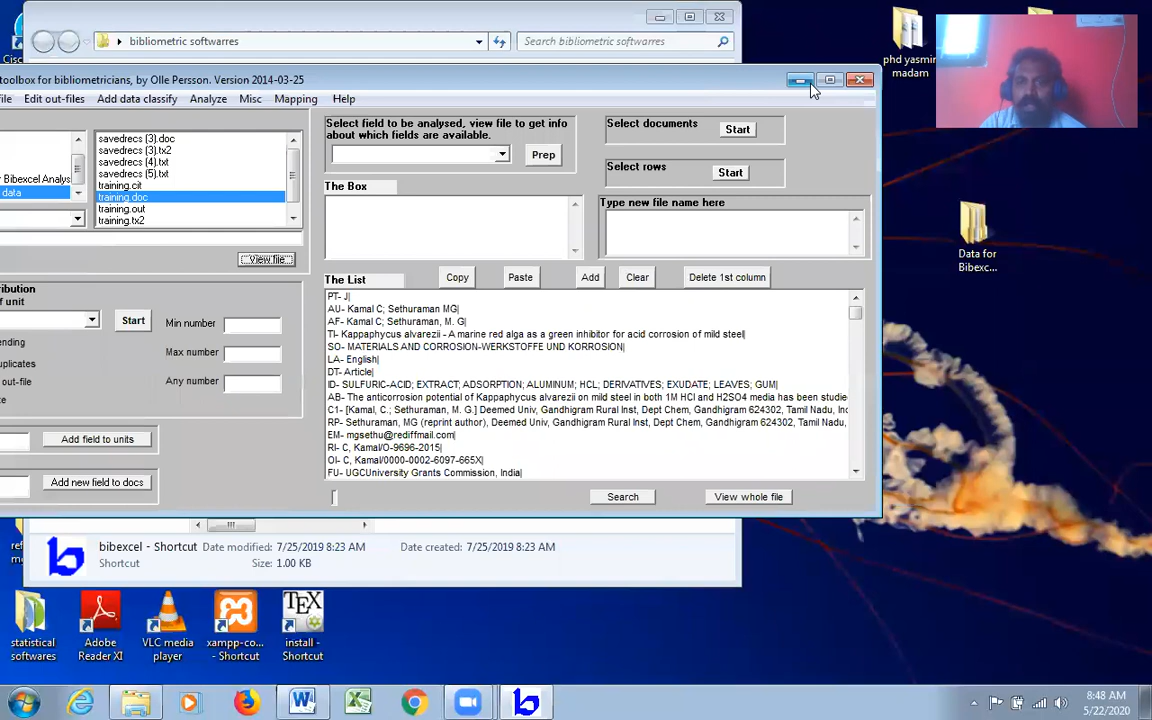 Cisc
bibliometric softwarres
Search bibliometric softwarres
phd yasmin
madam
toolbox for bibliometricians, by Olle Persson. Version 2014-03-25
file Edit out-files Add data classify Analyze Misc Mapping Help
Select field to be analysed, view file to get info
about which fields are available.
Prep
Select documents
Start
Select rows
Start
savedrecs (3).doc
savedrecs (3).tx2
savedrecs (4).txt
savedrecs (5).txt
training.cit
training.doc
training.out
training.tx2
r Bibexcel Analys
data
The Box
Type new file name here
View file
The List
Copy
Paste
Add
Clear
Delete 1st column
Data for
Bibexc...
ribution
of unit
Start
Min number
Max number
Any number
ending
uplicates
out-file
te
Add field to units
Add new field to docs
PT- J|
AU- Kamal C; Sethuraman MG|
AF- Kamal C; Sethuraman, M. G|
TI- Kappaphycus alvarezii - A marine red alga as a green inhibitor for acid corrosion of mild steel|
SO- MATERIALS AND CORROSION-WERKSTOFFE UND KORROSION|
LA- English|
DT- Article|
ID- SULFURIC-ACID; EXTRACT; ADSORPTION; ALUMINUM; HCL; DERIVATIVES; EXUDATE; LEAVES; GUM|
AB- The anticorrosion potential of Kappaphycus alvarezii on mild steel in both 1M HCl and H2SO4 media has been studie
C1- [Kamal, C.; Sethuraman, M. G.] Deemed Univ, Gandhigram Rural Inst, Dept Chem, Gandhigram 624302, Tamil Nadu, Inc
RP- Sethuraman, MG (reprint author), Deemed Univ, Gandhigram Rural Inst, Dept Chem, Gandhigram 624302, Tamil Nadu,
EM- mgsethu@rediffmail.com|
RI- C, Kamal/O-9696-2015|
OI- C, Kamal/0000-0002-6097-665X|
FU- UGCUniversity Grants Commission, India|
Search
View whole file
ref
bibexcel - Shortcut Date modified: 7/25/2019 8:23 AM Date created: 7/25/2019 8:23 AM
Shortcut Size: 1.00 KB
statistical
softwares
Adobe
Reader XI
VLC media
player
xampp-co...
- Shortcut
install -
Shortcut
8:48 AM
5/22/2020